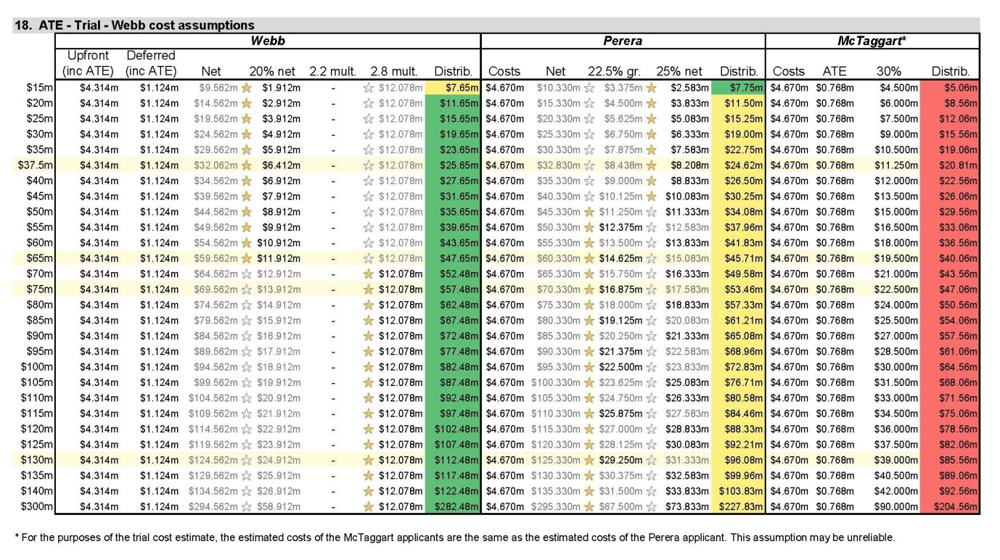 18. ATE - Trial - Webb cost assumptions
Webb Perera McTaggart*
Upfront Deferred
(inc ATE) (inc ATE) Net 20% net 2.2 mult. 2.8 mult. Distrib. Costs Net 22.5% gr. 25% net Distrib. Costs ATE 30% Distrib.
$15m $4.314m $1.124m $9.562m ★ $1.912m - ☆ $12.078m $7.65m $4.670m $10.330m ☆ $3.375m ★ $2.583m $7.75m $4.670m $0.768m $4.500m $5.06m
$20m $4.314m $1.124m $14.562m ★ $2.912m - ☆ $12.078m $11.65m $4.670m $15.330m ☆ $4.500m ★ $3.833m $11.50m $4.670m $0.768m $6.000m $8.56m
$25m $4.314m $1.124m $19.562m ★ $3.912m - ☆ $12.078m $15.65m $4.670m $20.330m ☆ $5.625m ★ $5.083m $15.25m $4.670m $0.768m $7.500m $12.06m
$30m $4.314m $1.124m $24.562m ★ $4.912m - ☆ $12.078m $19.65m $4.670m $25.330m ☆ $6.750m ★ $6.333m $19.00m $4.670m $0.768m $9.000m $15.56m
$35m $4.314m $1.124m $29.562m ★ $5.912m - ☆ $12.078m $23.65m $4.670m $30.330m ☆ $7.875m ★ $7.583m $22.75m $4.670m $0.768m $10.500m $19.06m
$37.5m $4.314m $1.124m $32.062m ★ $6.412m - ☆ $12.078m $25.65m $4.670m $32.830m ☆ $8.438m ★ $8.208m $24.62m $4.670m $0.768m $11.250m $20.81m
$40m $4.314m $1.124m $34.562m ★ $6.912m - ☆ $12.078m $27.65m $4.670m $35.330m ☆ $9.000m ★ $8.833m $26.50m $4.670m $0.768m $12.000m $22.56m
$45m $4.314m $1.124m $39.562m ★ $7.912m - ☆ $12.078m $31.65m $4.670m $40.330m ☆ $10.125m ★ $10.083m $30.25m $4.670m $0.768m $13.500m $26.06m
$50m $4.314m $1.124m $44.562m ★ $8.912m - ☆ $12.078m $35.65m $4.670m $45.330m ★ $11.250m ☆ $11.333m $34.08m $4.670m $0.768m $15.000m $29.56m
$55m $4.314m $1.124m $49.562m ★ $9.912m - ☆ $12.078m $39.65m $4.670m $50.330m ★ $12.375m ☆ $12.583m $37.96m $4.670m $0.768m $16.500m $33.06m
$60m $4.314m $1.124m $54.562m ★ $10.912m - ☆ $12.078m $43.65m $4.670m $55.330m ★ $13.500m ☆ $13.833m $41.83m $4.670m $0.768m $18.000m $36.56m
$65m $4.314m $1.124m $59.562m ★ $11.912m - ☆ $12.078m $47.65m $4.670m $60.330m ★ $14.625m ☆ $15.083m $45.71m $4.670m $0.768m $19.500m $40.06m
$70m $4.314m $1.124m $64.562m ☆ $12.912m - ★ $12.078m $52.48m $4.670m $65.330m ★ $15.750m ☆ $16.333m $49.58m $4.670m $0.768m $21.000m $43.56m
$75m $4.314m $1.124m $69.562m ☆ $13.912m - ★ $12.078m $57.48m $4.670m $70.330m ★ $16.875m ☆ $17.583m $53.46m $4.670m $0.768m $22.500m $47.06m
$80m $4.314m $1.124m $74.562m ☆ $14.912m - ★ $12.078m $62.48m $4.670m $75.330m ★ $18.000m ☆ $18.833m $57.33m $4.670m $0.768m $24.000m $50.56m
$85m $4.314m $1.124m $79.562m ☆ $15.912m - ★ $12.078m $67.48m $4.670m $80.330m ★ $19.125m ☆ $20.083m $61.21m $4.670m $0.768m $25.500m $54.06m
$90m $4.314m $1.124m $84.562m ☆ $16.912m - ★ $12.078m $72.48m $4.670m $85.330m ★ $20.250m ☆ $21.333m $65.08m $4.670m $0.768m $27.000m $57.56m
$95m $4.314m $1.124m $89.562m ☆ $17.912m - ★ $12.078m $77.48m $4.670m $90.330m ★ $21.375m ☆ $22.583m $68.96m $4.670m $0.768m $28.500m $61.06m
$100m $4.314m $1.124m $94.562m ☆ $18.912m - ★ $12.078m $82.48m $4.670m $95.330m ★ $22.500m ☆ $23.833m $72.83m $4.670m $0.768m $30.000m $64.56m
$105m $4.314m $1.124m $99.562m ☆ $19.912m - ★ $12.078m $87.48m $4.670m $100.330m ★ $23.625m ☆ $25.083m $76.71m $4.670m $0.768m $31.500m $68.06m
$110m $4.314m $1.124m $104.562m ☆ $20.912m - ★ $12.078m $92.48m $4.670m $105.330m ★ $24.750m ☆ $26.333m $80.58m $4.670m $0.768m $33.000m $71.56m
$115m $4.314m $1.124m $109.562m ☆ $21.912m - ★ $12.078m $97.48m $4.670m $110.330m ★ $25.875m ☆ $27.583m $84.46m $4.670m $0.768m $34.500m $75.06m
$120m $4.314m $1.124m $114.562m ☆ $22.912m - ★ $12.078m $102.48m $4.670m $115.330m ★ $27.000m ☆ $28.833m $88.33m $4.670m $0.768m $36.000m $78.56m
$125m $4.314m $1.124m $119.562m ☆ $23.912m - ★ $12.078m $107.48m $4.670m $120.330m ★ $28.125m ☆ $30.083m $92.21m $4.670m $0.768m $37.500m $82.06m
$130m $4.314m $1.124m $124.562m ☆ $24.912m - ★ $12.078m $112.48m $4.670m $125.330m ★ $29.250m ☆ $31.333m $96.08m $4.670m $0.768m $39.000m $85.56m
$135m $4.314m $1.124m $129.562m ☆ $25.912m - ★ $12.078m $117.48m $4.670m $130.330m ★ $30.375m ☆ $32.583m $99.96m $4.670m $0.768m $40.500m $89.06m
$140m $4.314m $1.124m $134.562m ☆ $26.912m - ★ $12.078m $122.48m $4.670m $135.330m ★ $31.500m ☆ $33.833m $103.83m $4.670m $0.768m $42.000m $92.56m
$300m $4.314m $1.124m $294.562m ☆ $58.912m - ★ $12.078m $282.48m $4.670m $295.330m ★ $67.500m ☆ $73.833m $227.83m $4.670m $0.768m $90.000m $204.56m
* For the purposes of the trial cost estimate, the estimated costs of the McTaggart applicants are the same as the estimated costs of the Perera applicant. This assumption may be unreliable.